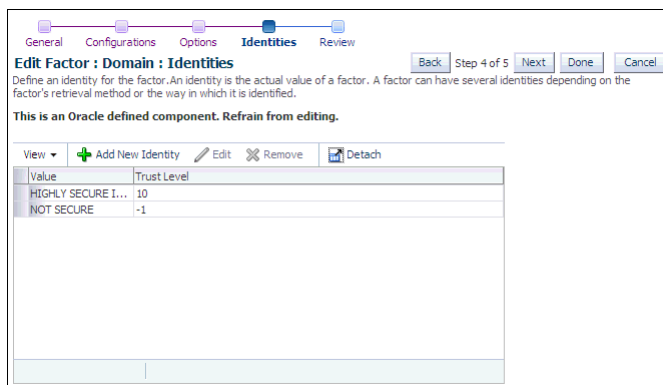 General Configurations Options Identities Review
Edit Factor : Domain : Identities Back Step 4 of 5 Next Done Cancel
Define an identity for the factor.An identity is the actual value of a factor. A factor can have several identities depending on the
factor's retrieval method or the way in which it is identified.
This is an Oracle defined component. Refrain from editing.
View Add New Identity Edit Remove Detach
Value Trust Level
HIGHLY SECURE I... 10
NOT SECURE -1